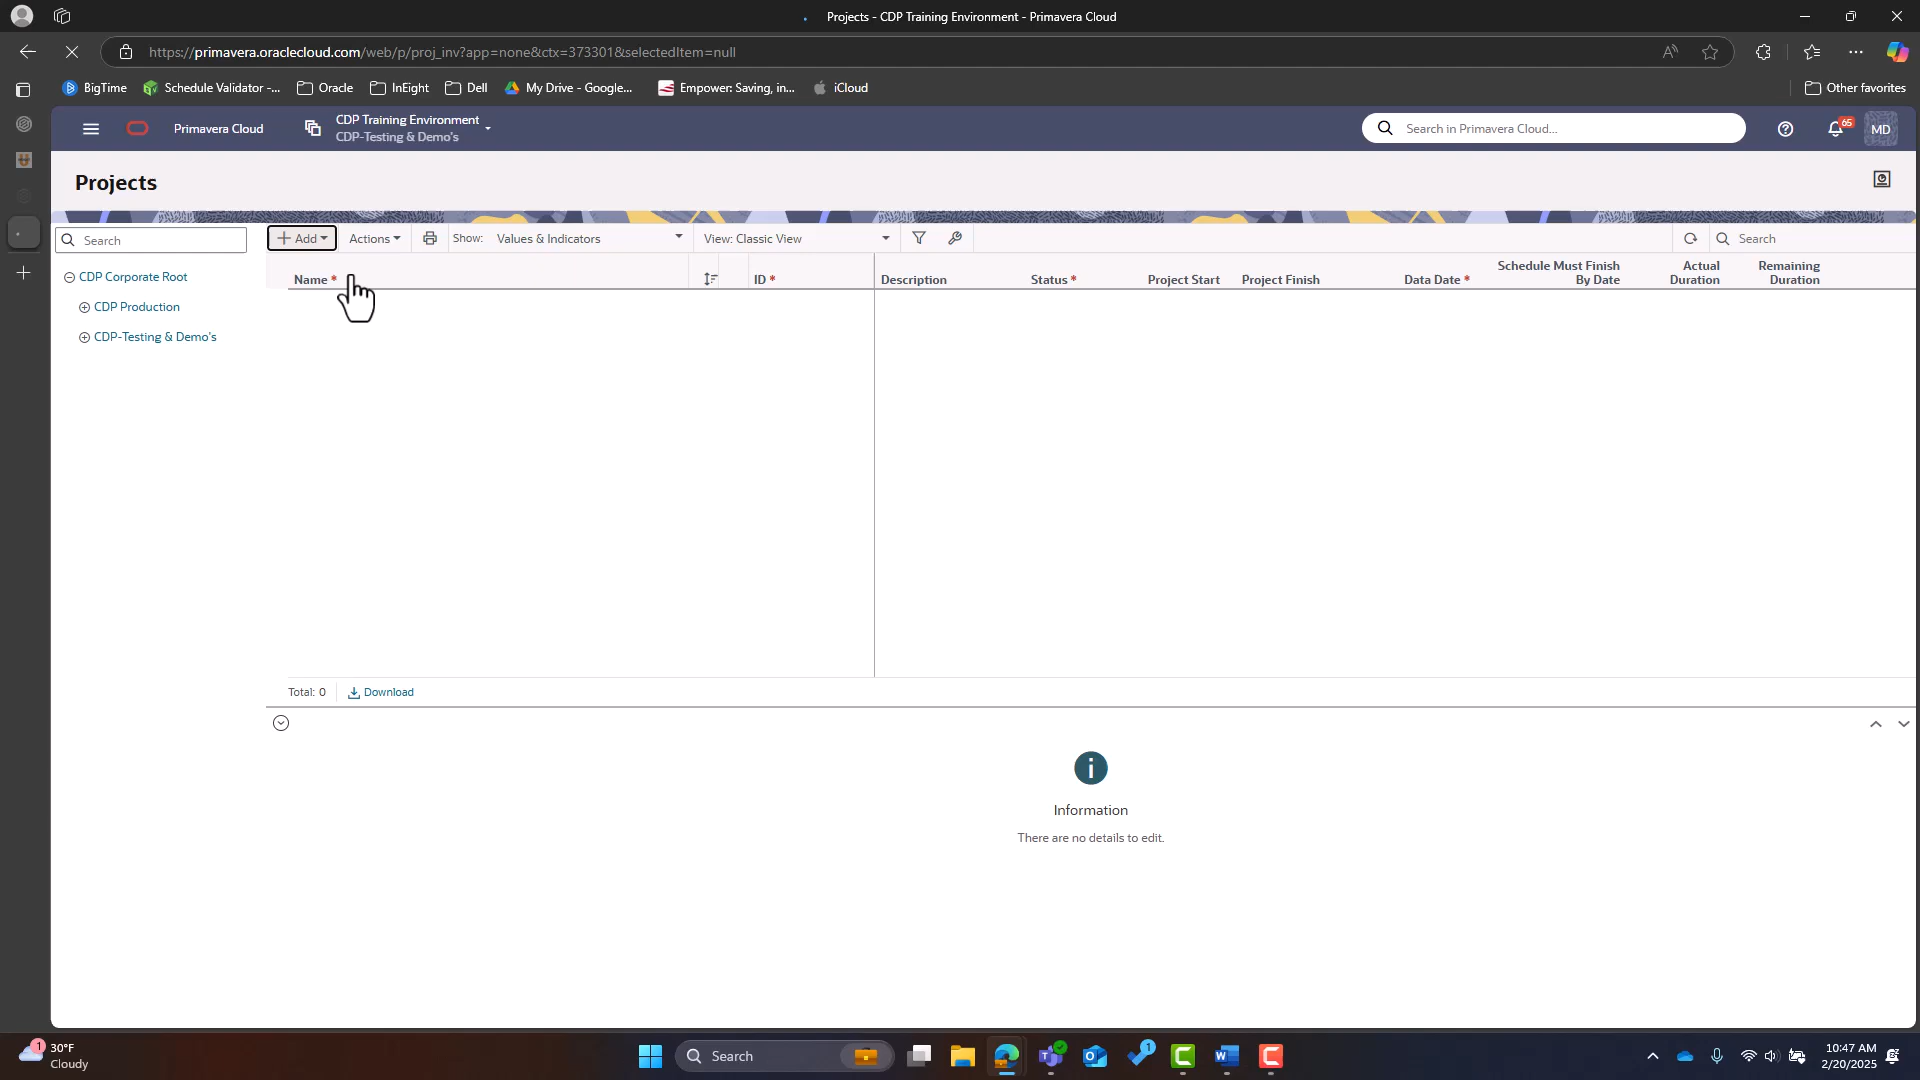 Projects - CDP Training Environment - Primavera Cloud
https://primavera.oraclecloud.com/web/p/proj_inv?app=none&ctx=373301&selectedItem=null
BigTime
Schedule Validator -...
Oracle
InEight
Dell
My Drive - Google...
Empower: Saving, in...
iCloud
Other favorites
Primavera Cloud
CDP Training Environment
CDP-Testing & Demo's
Search in Primavera Cloud...
65
MD
Projects
Search
Add
Actions
Show: Values & Indicators
View: Classic View
Search
CDP Corporate Root
CDP Production
CDP-Testing & Demo's
Name *
ID *
Description
Status *
Project Start
Project Finish
Data Date *
Schedule Must Finish
By Date
Actual
Duration
Remaining
Duration
Total: 0
Download
Information
There are no details to edit.
1
30°F
Cloudy
Search
1
10:47 AM
2/20/2025